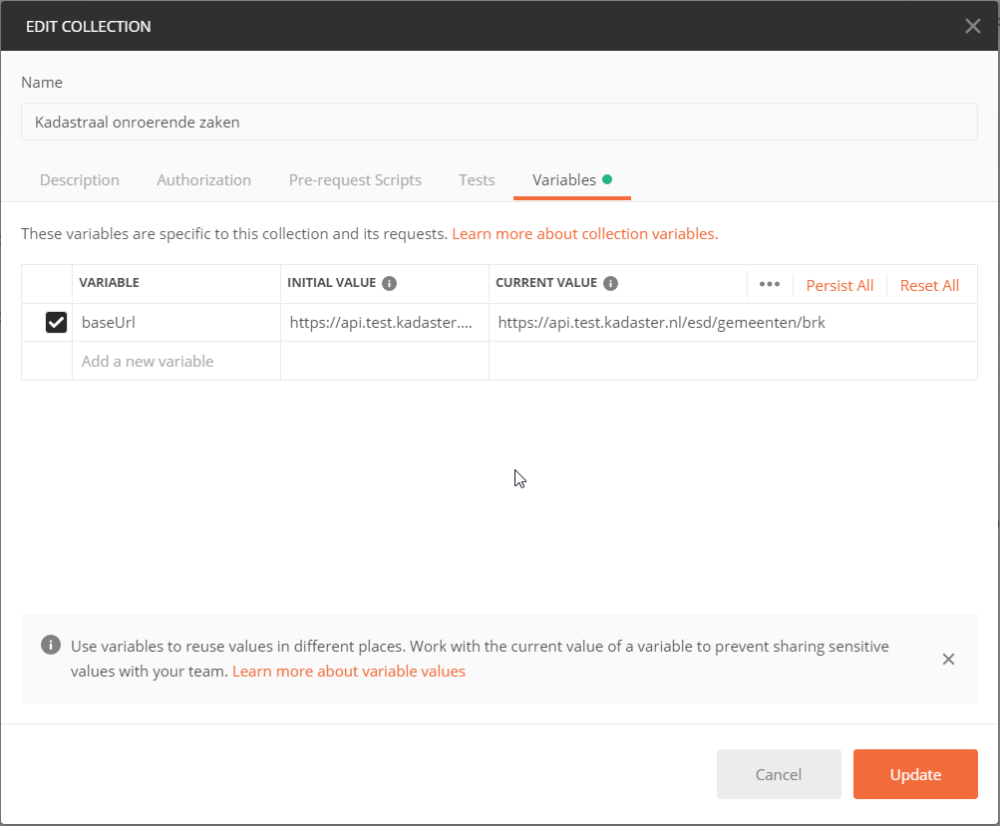 EDIT COLLECTION
Name
Kadastraal onroerende zaken
Description Authorization Pre-request Scripts Tests Variables
These variables are specific to this collection and its requests. Learn more about collection variables.
VARIABLE INITIAL VALUE CURRENT VALUE ••• Persist All Reset All
baseUrl https://api.test.kadaster.... https://api.test.kadaster.nl/esd/gemeenten/brk
Add a new variable
Use variables to reuse values in different places. Work with the current value of a variable to prevent sharing sensitive
values with your team. Learn more about variable values
Cancel Update